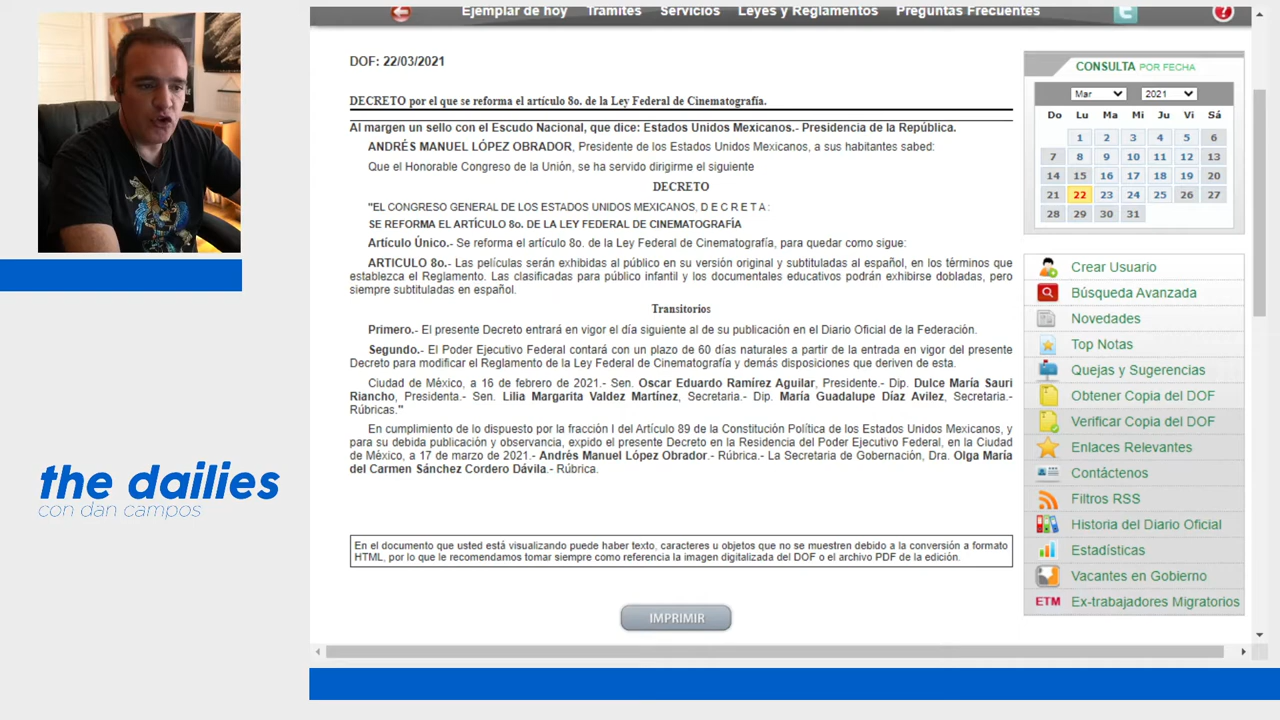 Ejemplar de hoy Trámites Servicios Leyes y Reglamentos Preguntas Frecuentes
DOF: 22/03/2021
DECRETO por el que se reforma el artículo 8o. de la Ley Federal de Cinematografía.
Al margen un sello con el Escudo Nacional, que dice: Estados Unidos Mexicanos.- Presidencia de la República.
ANDRÉS MANUEL LÓPEZ OBRADOR, Presidente de los Estados Unidos Mexicanos, a sus habitantes sabed:
Que el Honorable Congreso de la Unión, se ha servido dirigirme el siguiente
DECRETO
"EL CONGRESO GENERAL DE LOS ESTADOS UNIDOS MEXICANOS, D E C R E T A :
SE REFORMA EL ARTÍCULO 8o. DE LA LEY FEDERAL DE CINEMATOGRAFÍA
Artículo Único.- Se reforma el artículo 8o. de la Ley Federal de Cinematografía, para quedar como sigue:
ARTICULO 8o.- Las películas serán exhibidas al público en su versión original y subtituladas al español, en los términos que
establezca el Reglamento. Las clasificadas para público infantil y los documentales educativos podrán exhibirse dobladas, pero
siempre subtituladas en español.
Transitorios
Primero.- El presente Decreto entrará en vigor el día siguiente al de su publicación en el Diario Oficial de la Federación.
Segundo.- El Poder Ejecutivo Federal contará con un plazo de 60 días naturales a partir de la entrada en vigor del presente
Decreto para modificar el Reglamento de la Ley Federal de Cinematografía y demás disposiciones que deriven de esta.
Ciudad de México, a 16 de febrero de 2021.- Sen. Oscar Eduardo Ramírez Aguilar, Presidente.- Dip. Dulce María Sauri
Riancho, Presidenta.- Sen. Lilia Margarita Valdez Martínez, Secretaria.- Dip. María Guadalupe Díaz Avilez, Secretaria.-
Rúbricas."
En cumplimiento de lo dispuesto por la fracción I del Artículo 89 de la Constitución Política de los Estados Unidos Mexicanos, y
para su debida publicación y observancia, expido el presente Decreto en la Residencia del Poder Ejecutivo Federal, en la Ciudad
de México, 17 de marzo de 2021.- Andrés Manuel López Obrador.- Rúbrica.- La Secretaria de Gobernación, Dra. Olga María
del Carmen Sánchez Cordero Dávila.- Rúbrica.
En el documento que usted está visualizando puede haber texto, caracteres u objetos que no se muestren debido a la conversión a formato
HTML, por lo que le recomendamos tomar siempre como referencia la imagen digitalizada del DOF o el archivo PDF de la edición.
IMPRIMIR
CONSULTA POR FECHA
Mar 2021
Do Lu Ma Mi Ju Vi Sá
1 2 3 4 5 6
7 8 9 10 11 12 13
14 15 16 17 18 19 20
21 22 23 24 25 26 27
28 29 30 31
Crear Usuario
Búsqueda Avanzada
Novedades
Top Notas
Quejas y Sugerencias
Obtener Copia del DOF
Verificar Copia del DOF
Enlaces Relevantes
Contáctenos
Filtros RSS
Historia del Diario Oficial
Estadísticas
Vacantes en Gobierno
ETM Ex-trabajadores Migratorios
the dailies
con dan campos